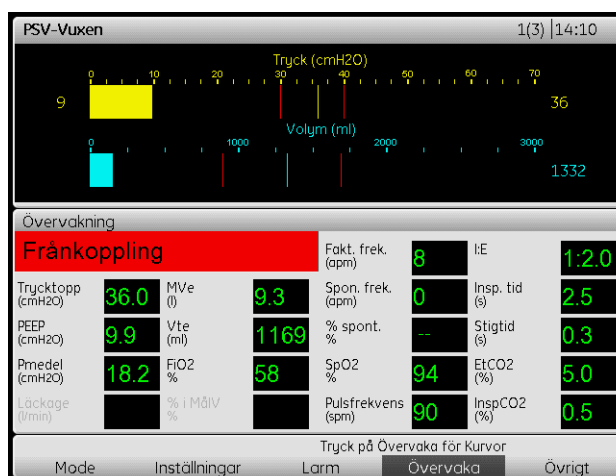 PSV-Vuxen 1(3) |14:10
Tryck (cmH2O)
0 10 20 30 40 50 60 70
9 36
Volym (ml)
0 1000 2000 3000
1332
Övervakning
Frånkoppling
Fakt. frek. (apm) 8 I:E 1:2.0
Trycktopp (cmH2O) 36.0 MVe (l) 9.3 Spon. frek. (apm) 0 Insp. tid (s) 2.5
PEEP (cmH2O) 9.9 Vte (ml) 1169 % spont. % -- Stigtid (s) 0.3
Pmedel (cmH2O) 18.2 FiO2 % 58 SpO2 % 94 EtCO2 (%) 5.0
Läckage (l/min) % i MålV % Pulsfrekvens (spm) 90 InspCO2 (%) 0.5
Tryck på Övervaka för Kurvor
Mode Inställningar Larm Övervaka Övrigt